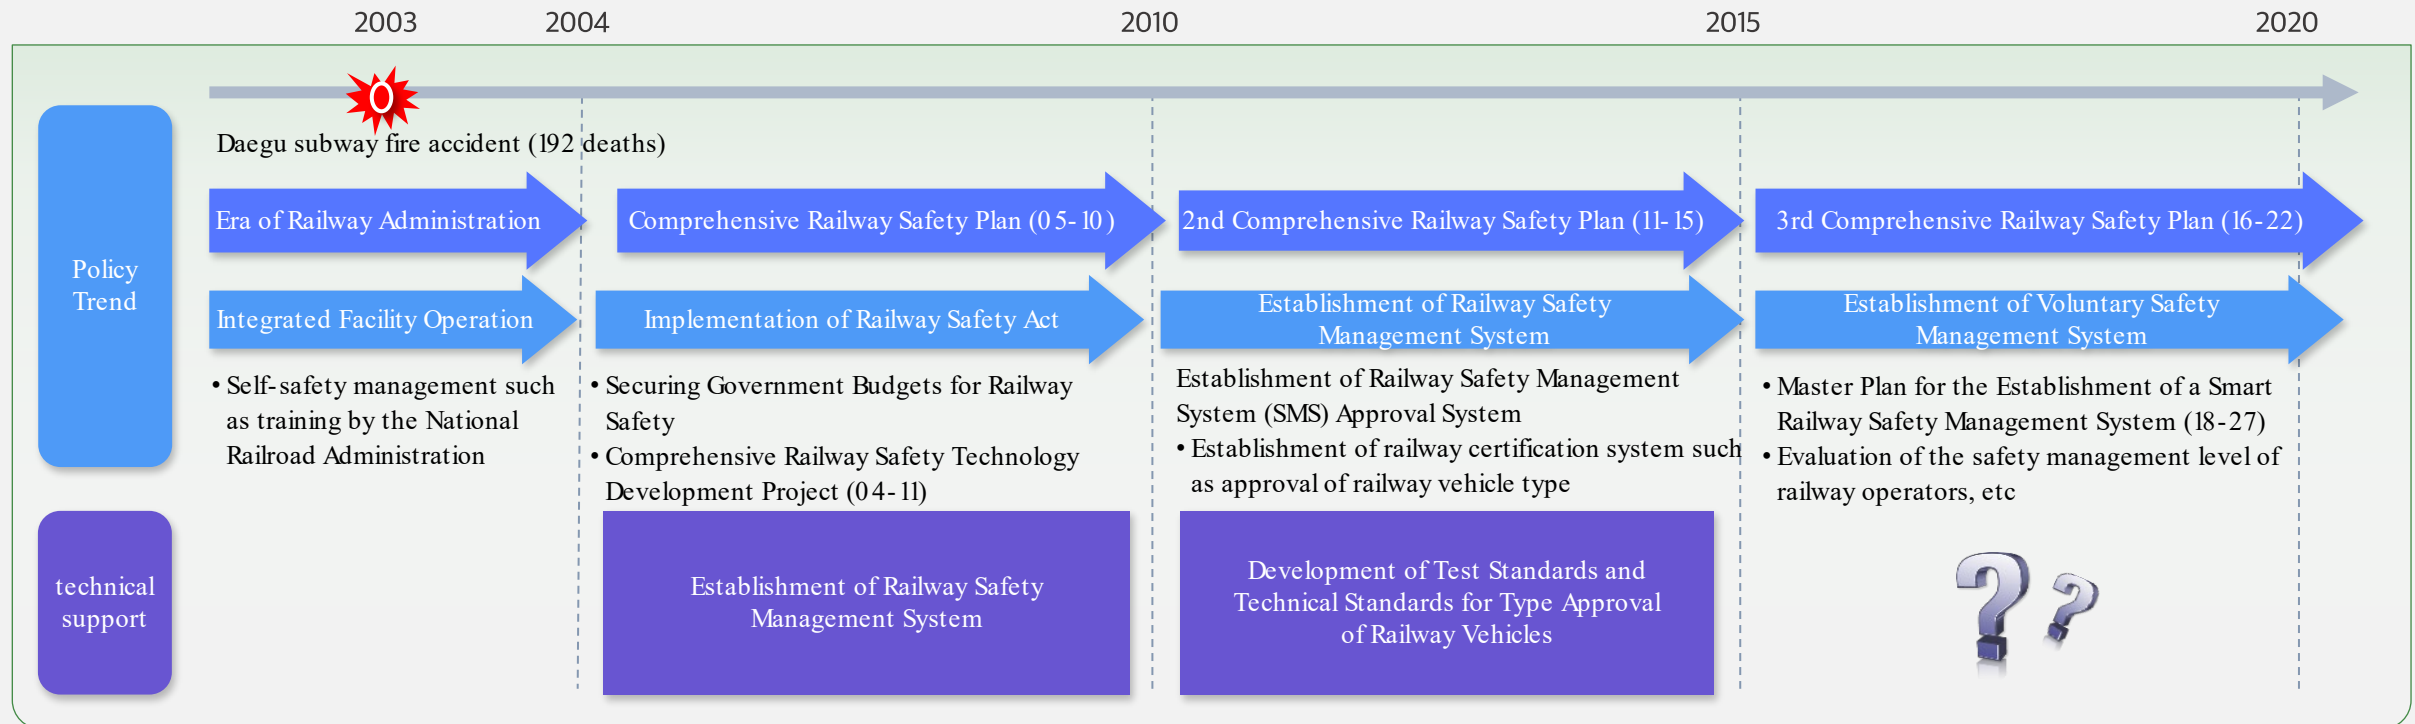 2003
2004
2010
2015
2020
Daegu subway fire accident (192 deaths)
Policy
Trend
Era of Railway Administration
Comprehensive Railway Safety Plan (05-10)
2nd Comprehensive Railway Safety Plan (11-15)
3rd Comprehensive Railway Safety Plan (16-22)
Integrated Facility Operation
Implementation of Railway Safety Act
Establishment of Railway Safety
Management System
Establishment of Voluntary Safety
Management System
• Self-safety management such
as training by the National
Railroad Administration
• Securing Government Budgets for Railway
Safety
• Comprehensive Railway Safety Technology
Development Project (04-11)
Establishment of Railway Safety Management
System (SMS) Approval System
• Establishment of railway certification system such
as approval of railway vehicle type
• Master Plan for the Establishment of a Smart
Railway Safety Management System (18-27)
• Evaluation of the safety management level of
railway operators, etc
technical
support
Establishment of Railway Safety
Management System
Development of Test Standards and
Technical Standards for Type Approval
of Railway Vehicles
? ?